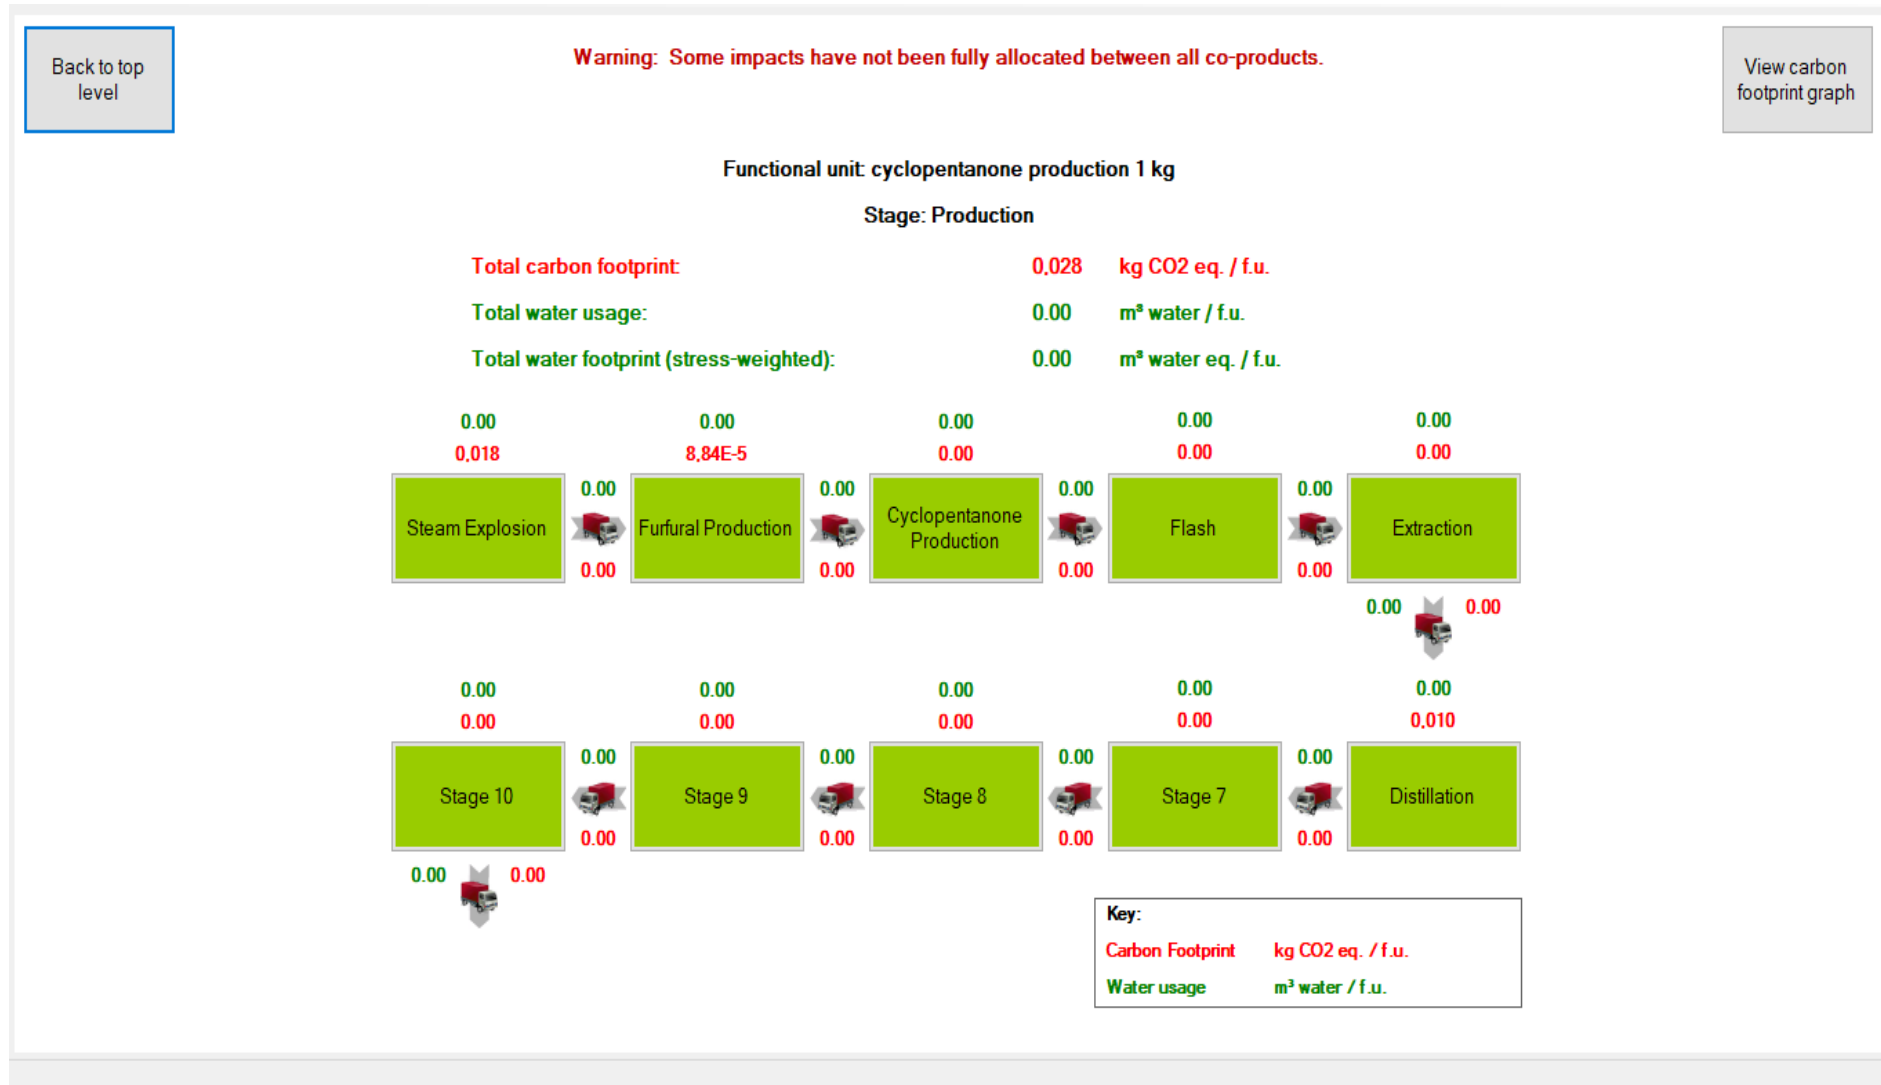 Back to top
level
Warning:  Some impacts have not been fully allocated between all co-products.
View carbon
footprint graph
Functional unit: cyclopentanone production 1 kg
Stage: Production
Total carbon footprint: 0,028 kg CO2 eq. / f.u.
Total water usage: 0.00 m³ water / f.u.
Total water footprint (stress-weighted): 0.00 m³ water eq. / f.u.
0.00 0.00 0.00 0.00 0.00
0,018 8,84E-5 0.00 0.00 0.00
0.00 0.00 0.00 0.00
Steam Explosion Furfural Production Cyclopentanone Production Flash Extraction
0.00 0.00 0.00 0.00
0.00 0.00
0.00 0.00 0.00 0.00 0.00
0.00 0.00 0.00 0.00 0,010
0.00 0.00 0.00 0.00
Stage 10 Stage 9 Stage 8 Stage 7 Distillation
0.00 0.00 0.00 0.00
0.00 0.00
Key:
Carbon Footprint kg CO2 eq. / f.u.
Water usage m³ water / f.u.